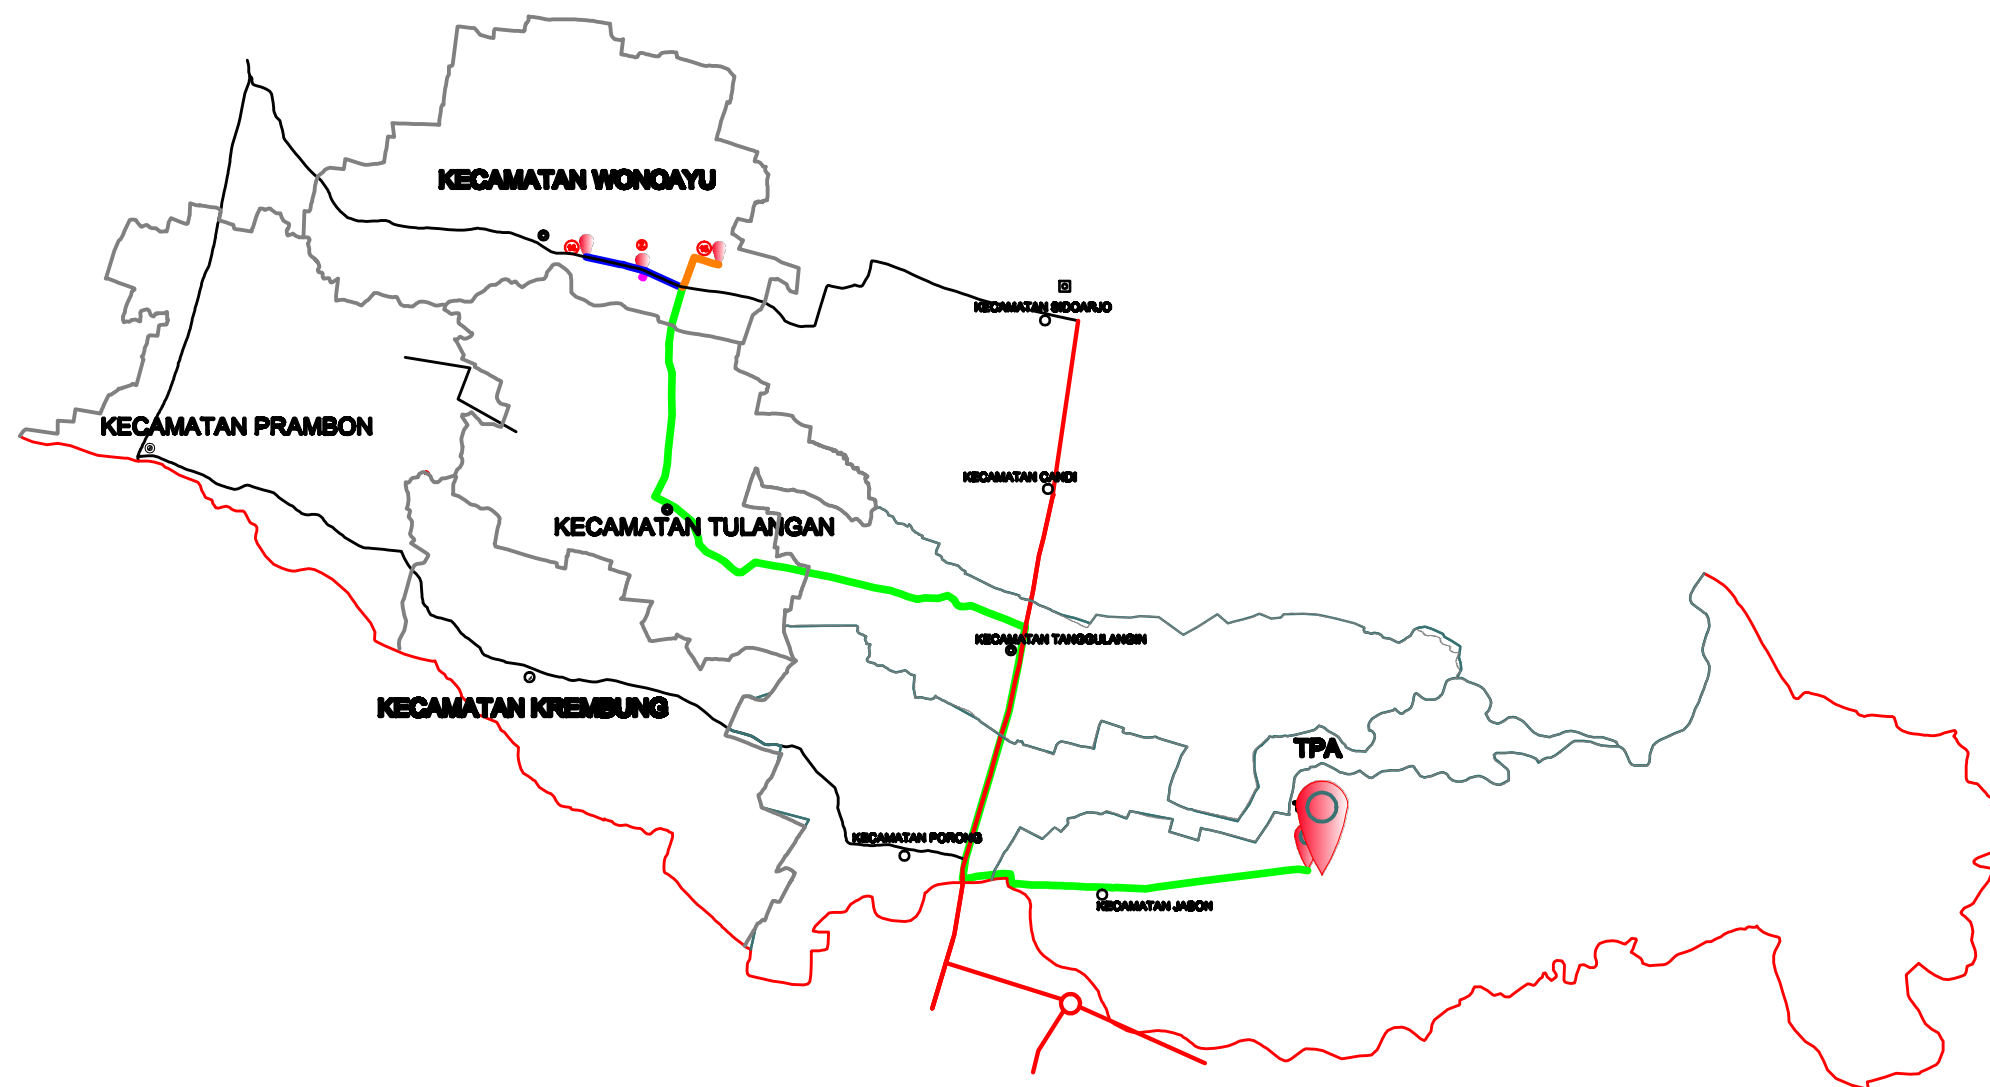 KECAMATAN WONOAYU
KECAMATAN SIDOARJO
KECAMATAN PRAMBON
KECAMATAN CANDI
KECAMATAN TULANGAN
KECAMATAN TANGGULANGIN
KECAMATAN KREMBUNG
TPA
KECAMATAN PORONG
KECAMATAN JABON